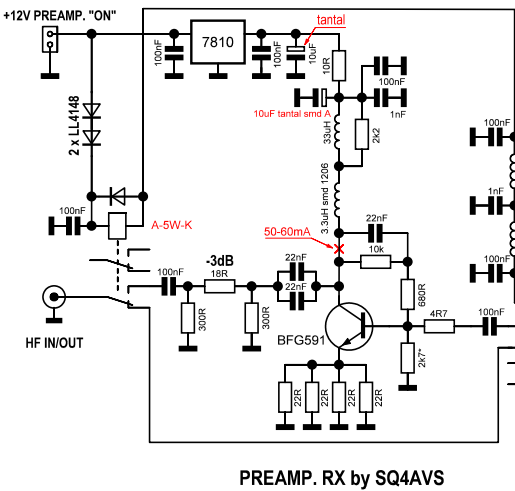 +12V PREAMP. "ON"
tantal
7810
100nF
100nF
10uF
10R
100nF
10uF tantal smd A
1nF
2 x LL4148
33uH
2k2
100nF
100nF
A-5W-K
3.3uH smd 1206
1nF
50-60mA
22nF
10k
-3dB
100nF
18R
22nF
22nF
680R
100nF
300R
300R
BFG591
4R7
100nF
HF IN/OUT
2k7*
22R
22R
22R
22R
PREAMP. RX by SQ4AVS